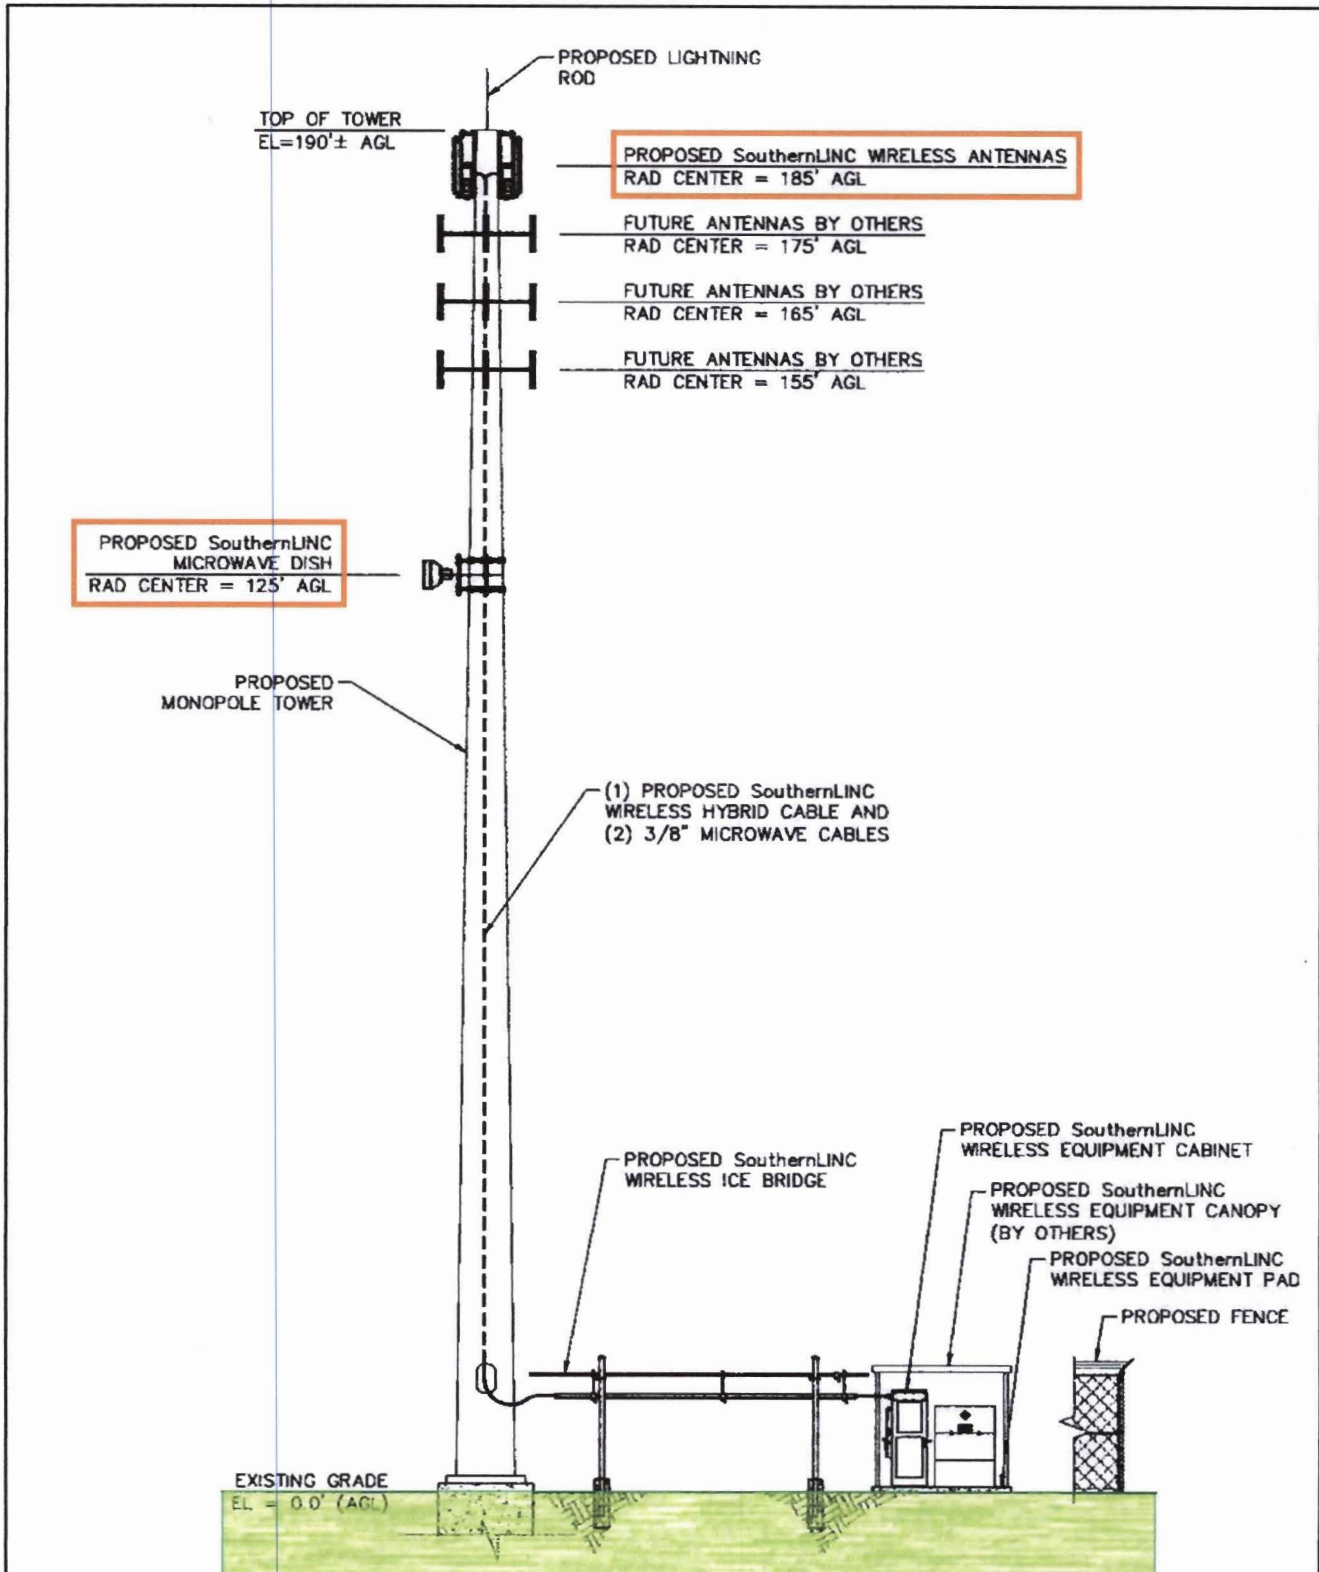 PROPOSED LIGHTNING
ROD
TOP OF TOWER
EL=190'± AGL
PROPOSED SouthernLINC WIRELESS ANTENNAS
RAD CENTER = 185' AGL
FUTURE ANTENNAS BY OTHERS
RAD CENTER = 175' AGL
FUTURE ANTENNAS BY OTHERS
RAD CENTER = 165' AGL
FUTURE ANTENNAS BY OTHERS
RAD CENTER = 155' AGL
PROPOSED SouthernLINC
MICROWAVE DISH
RAD CENTER = 125' AGL
PROPOSED
MONOPOLE TOWER
(1) PROPOSED SouthernLINC
WIRELESS HYBRID CABLE AND
(2) 3/8" MICROWAVE CABLES
PROPOSED SouthernLINC
WIRELESS EQUIPMENT CABINET
PROPOSED SouthernLINC
WIRELESS ICE BRIDGE
PROPOSED SouthernLINC
WIRELESS EQUIPMENT CANOPY
(BY OTHERS)
PROPOSED SouthernLINC
WIRELESS EQUIPMENT PAD
PROPOSED FENCE
EXISTING GRADE
EL = 0.0' (AGL)